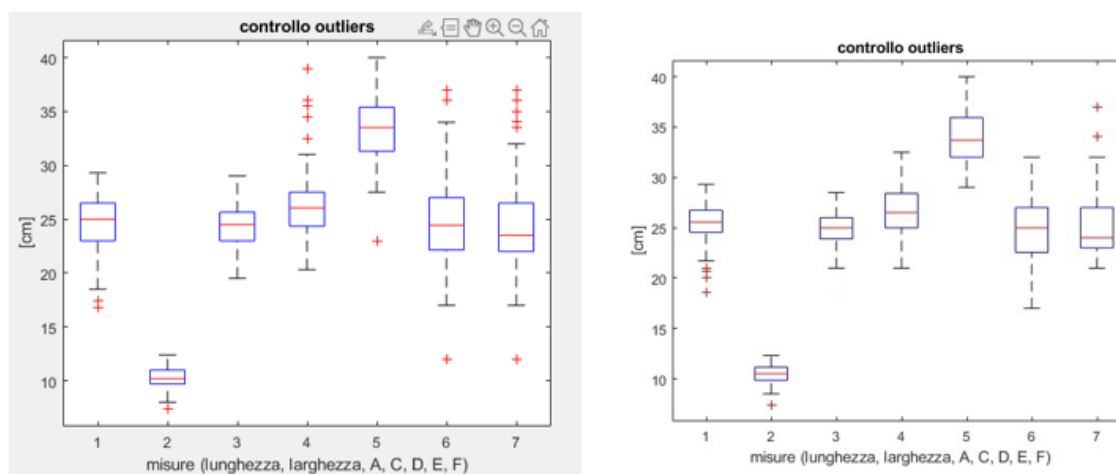 controllo outliers
40
35
30
25
20
15
10
[cm]
1 2 3 4 5 6 7
misure (lunghezza, larghezza, A, C, D, E, F)
controllo outliers
40
35
30
25
20
15
10
[cm]
1 2 3 4 5 6 7
misure (lunghezza, larghezza, A, C, D, E, F)